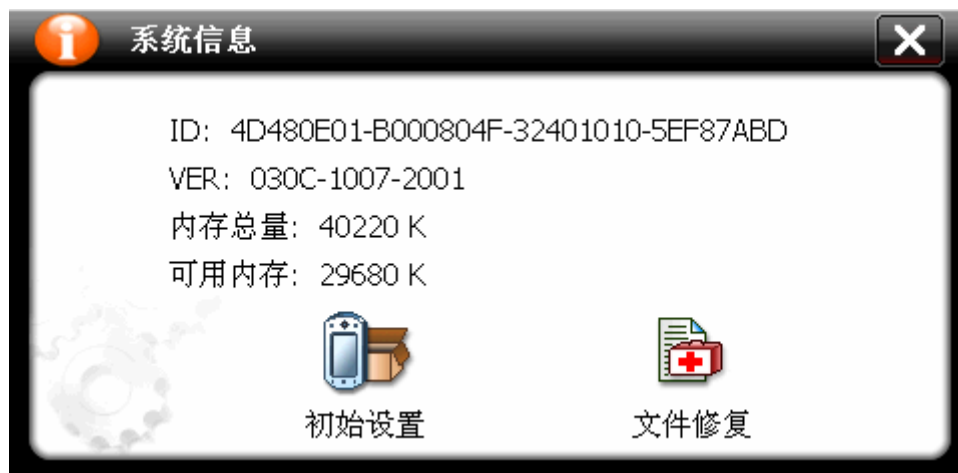 系统信息
ID: 4D480E01-B000804F-32401010-5EF87ABD
VER: 030C-1007-2001
内存总量: 40220 K
可用内存: 29680 K
初始设置
文件修复